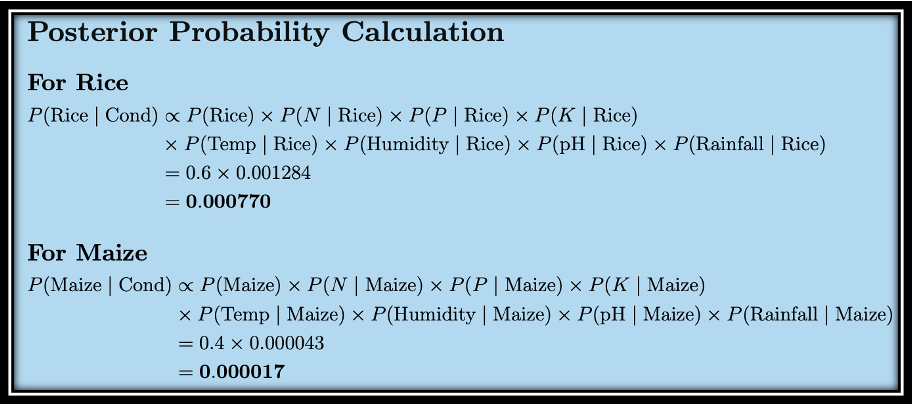 Posterior Probability Calculation
For Rice
P(Rice | Cond) ∝ P(Rice) × P(N | Rice) × P(P | Rice) × P(K | Rice)
× P(Temp | Rice) × P(Humidity | Rice) × P(pH | Rice) × P(Rainfall | Rice)
= 0.6 × 0.001284
= 0.000770
For Maize
P(Maize | Cond) ∝ P(Maize) × P(N | Maize) × P(P | Maize) × P(K | Maize)
× P(Temp | Maize) × P(Humidity | Maize) × P(pH | Maize) × P(Rainfall | Maize)
= 0.4 × 0.000043
= 0.000017